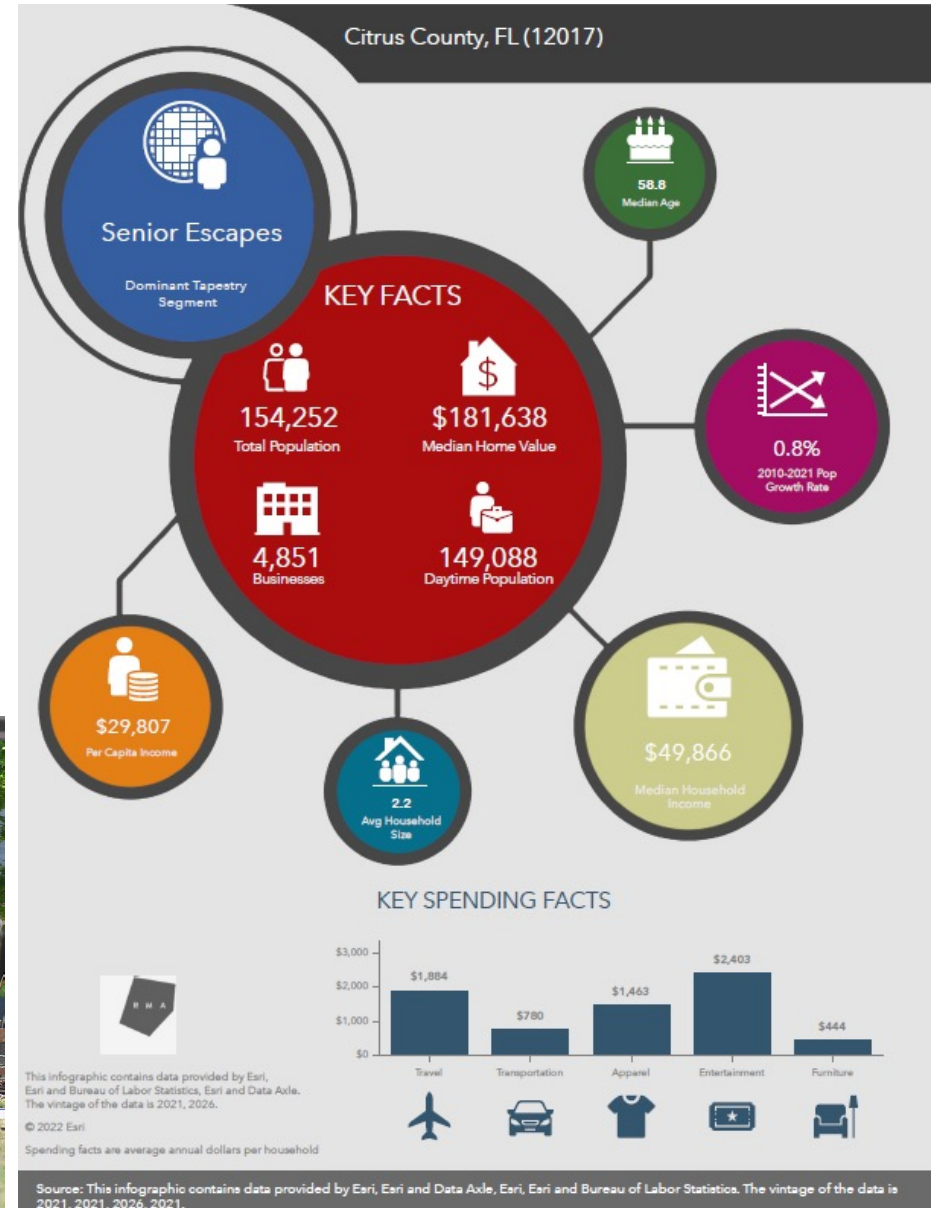 Citrus County, FL (12017)
Senior Escapes
Dominant Tapestry
Segment
58.8
Median Age
KEY FACTS
154,252
Total Population
$181,638
Median Home Value
4,851
Businesses
149,088
Daytime Population
0.8%
2010-2021 Pop
Growth Rate
$29,807
Per Capita Income
2.2
Avg Household
Size
$49,866
Median Household
Income
KEY SPENDING FACTS
$3,000
$2,000
$1,000
$0
$1,884
$780
$1,463
$2,403
$444
Travel
Transportation
Apparel
Entertainment
Furniture
R M A
This infographic contains data provided by Esri,
Esri and Bureau of Labor Statistics, Esri and Data Axle.
The vintage of the data is 2021, 2026.
© 2022 Esri
Spending facts are average annual dollars per household
Source: This infographic contains data provided by Esri, Esri and Data Axle, Esri, Esri and Bureau of Labor Statistics. The vintage of the data is
2021, 2021, 2026, 2021.